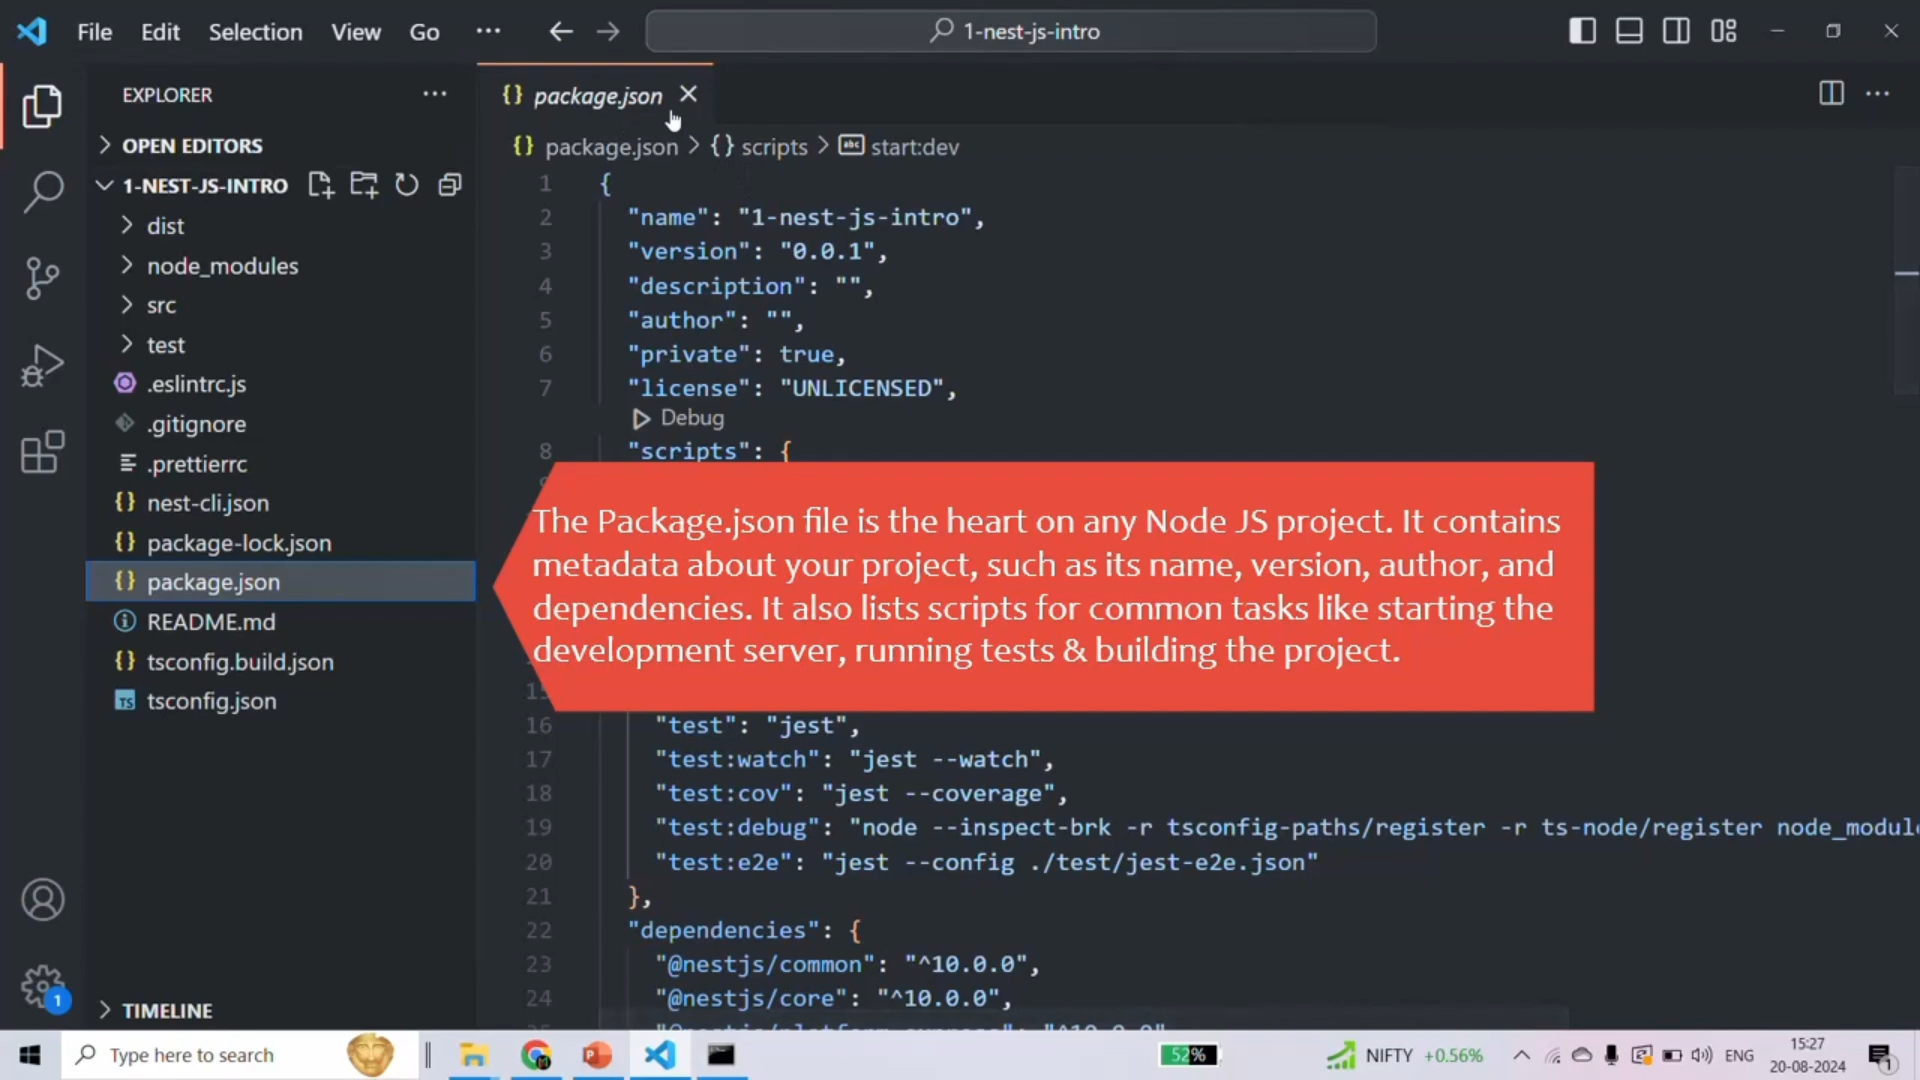 File Edit Selection View Go ··· 1-nest-js-intro
EXPLORER ···
OPEN EDITORS
1-NEST-JS-INTRO
dist
node_modules
src
test
.eslintrc.js
.gitignore
.prettierrc
nest-cli.json
package-lock.json
package.json
README.md
tsconfig.build.json
tsconfig.json
TIMELINE
1
{} package.json
{} package.json > {} scripts > abc start:dev
1 {
2 "name": "1-nest-js-intro",
3 "version": "0.0.1",
4 "description": "",
5 "author": "",
6 "private": true,
7 "license": "UNLICENSED",
Debug
8 "scripts": {
The Package.json file is the heart on any Node JS project. It contains
metadata about your project, such as its name, version, author, and
dependencies. It also lists scripts for common tasks like starting the
development server, running tests & building the project.
16 "test": "jest",
17 "test:watch": "jest --watch",
18 "test:cov": "jest --coverage",
19 "test:debug": "node --inspect-brk -r tsconfig-paths/register -r ts-node/register node_modul
20 "test:e2e": "jest --config ./test/jest-e2e.json"
21 },
22 "dependencies": {
23 "@nestjs/common": "^10.0.0",
24 "@nestjs/core": "^10.0.0",
Type here to search
52%
NIFTY +0.56%
ENG
15:27
20-08-2024
1